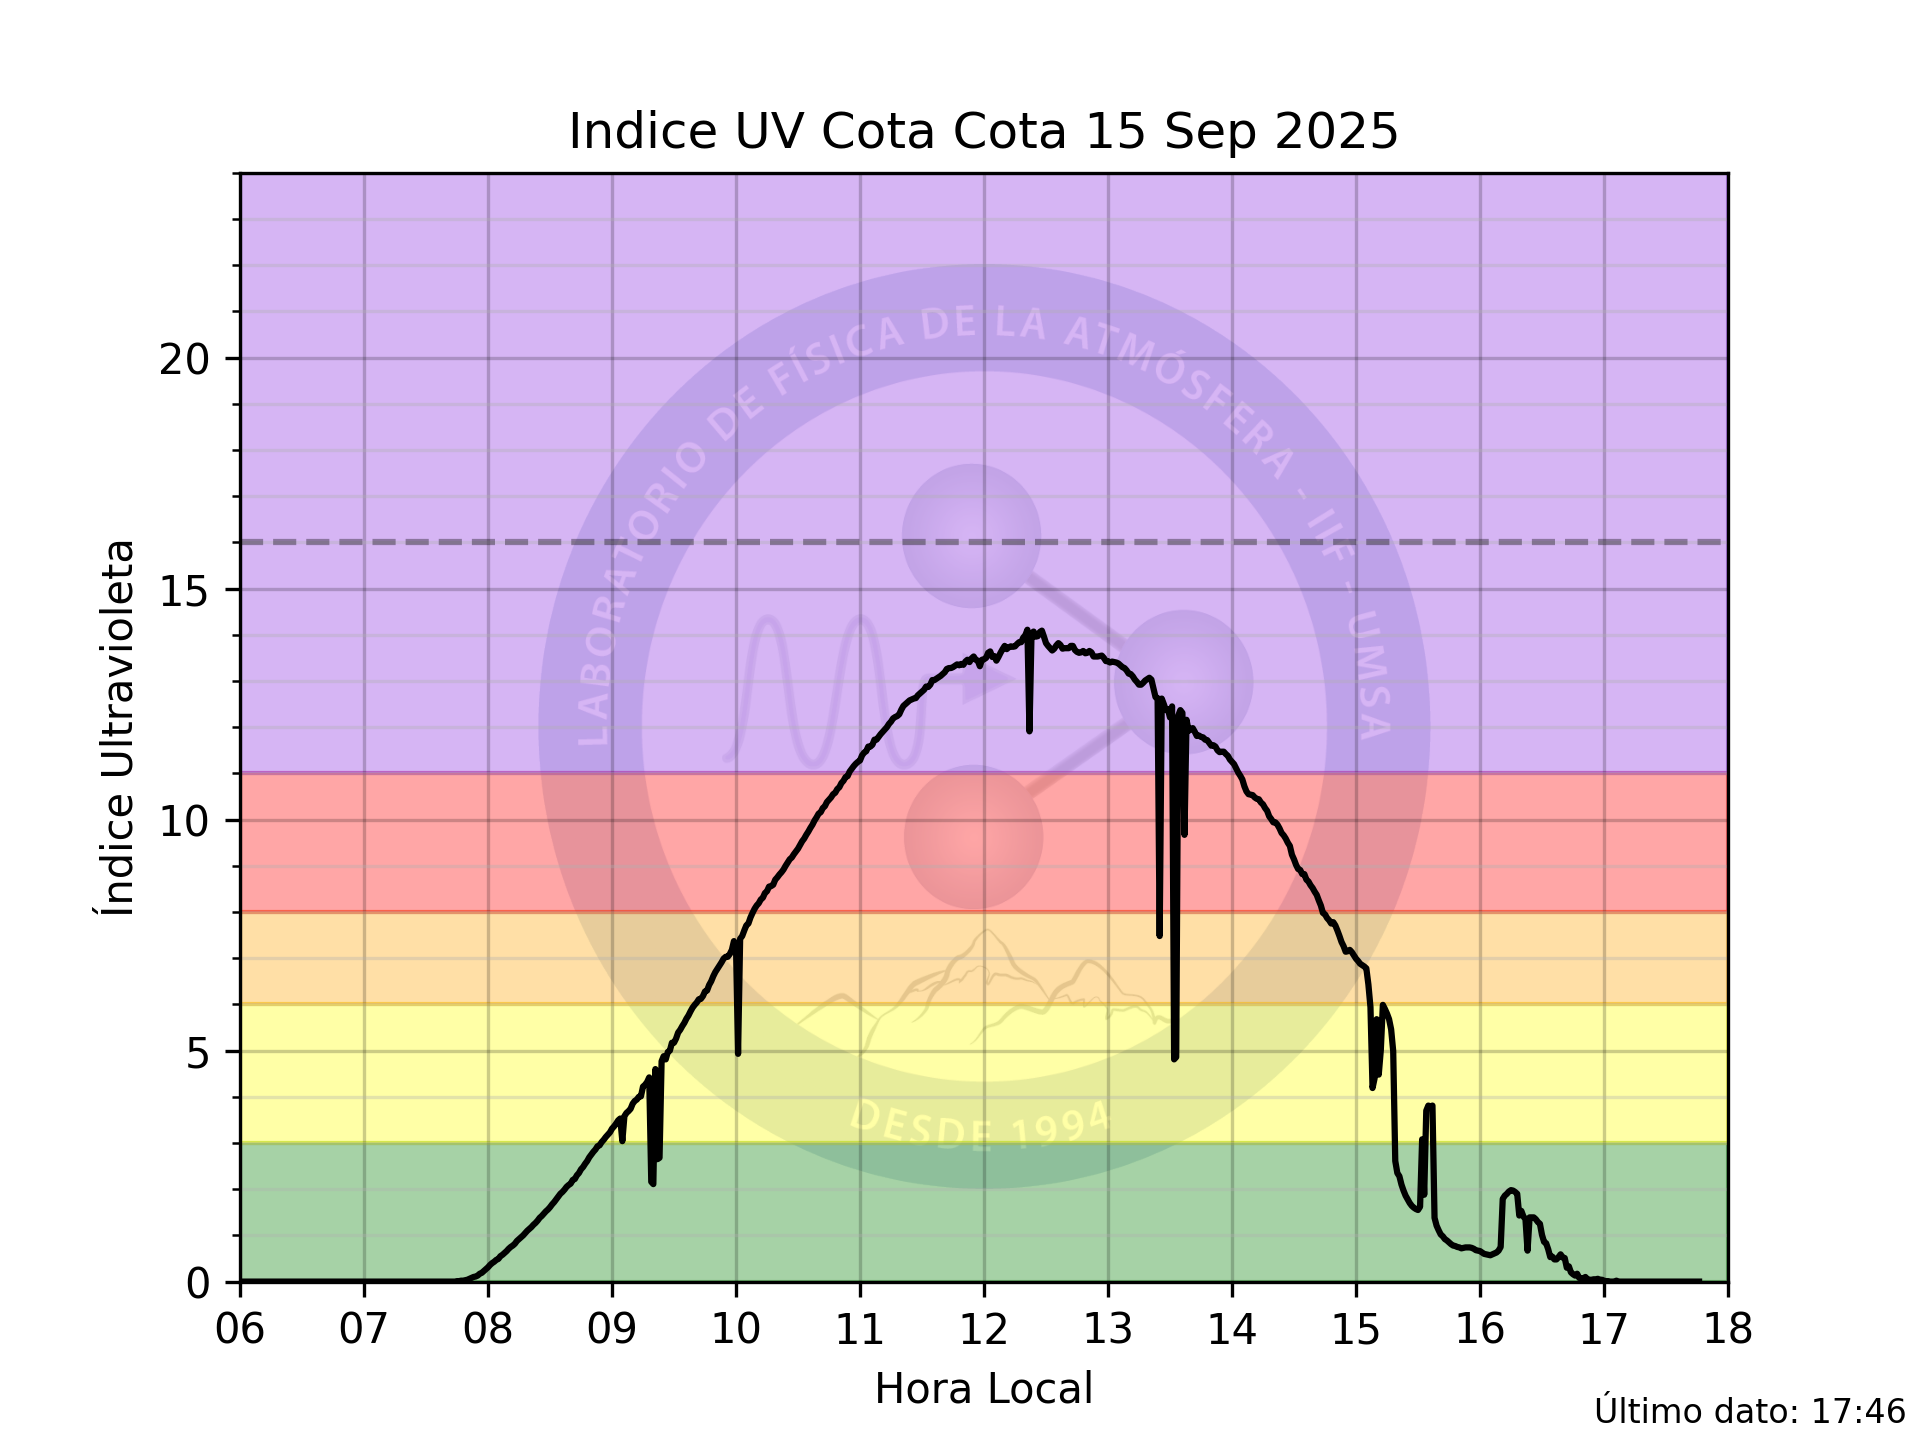 Indice UV Cota Cota 15 Sep 2025
Índice Ultravioleta
20
15
10
5
0
LABORATORIO DE FÍSICA DE LA ATMÓSFERA - IIF - UMSA
DESDE 1994
06 07 08 09 10 11 12 13 14 15 16 17 18
Hora Local
Último dato: 17:46